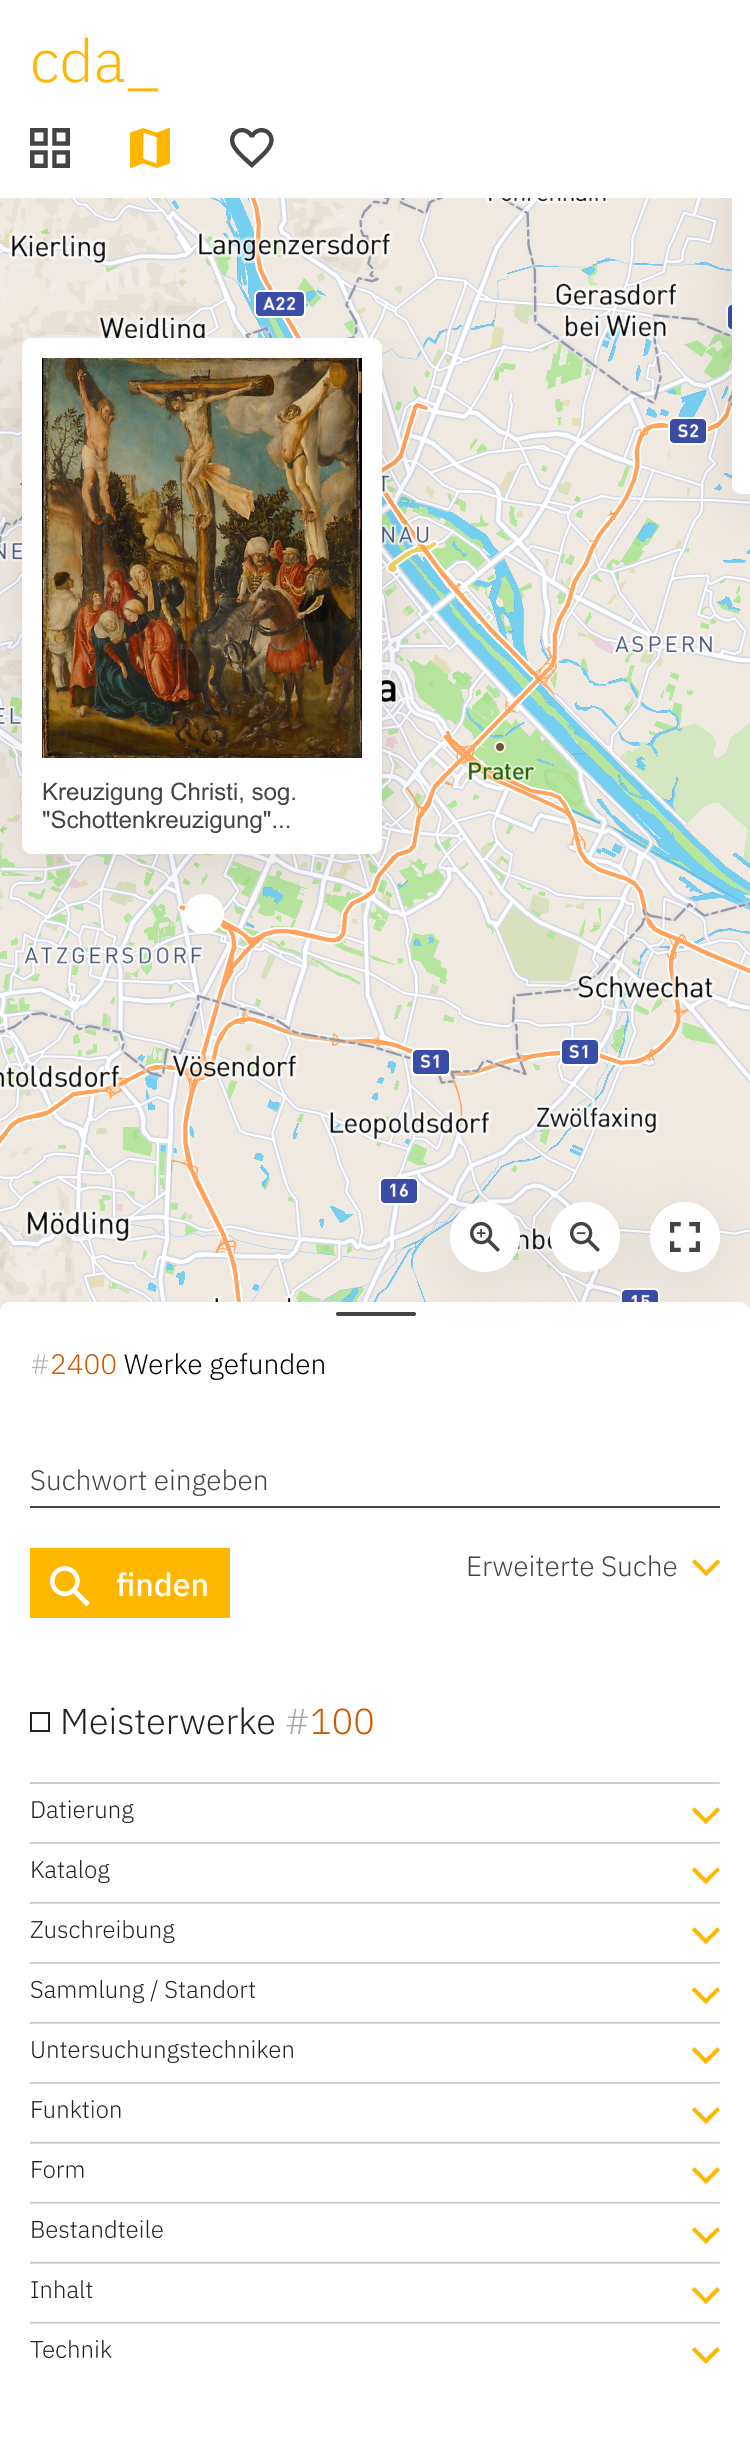 cda_
Kierling
Langenzersdorf
A22
Gerasdorf
bei Wien
Weidling
S2
NAU
ASPERN
a
Prater
Kreuzigung Christi, sog.
"Schottenkreuzigung"...
ATZGERSDORF
Schwechat
S1
S1
Vösendorf
ntoldsdorf
Leopoldsdorf
Zwölfaxing
16
Mödling
15
#2400 Werke gefunden
Suchwort eingeben
finden
Erweiterte Suche
Meisterwerke #100
Datierung
Katalog
Zuschreibung
Sammlung / Standort
Untersuchungstechniken
Funktion
Form
Bestandteile
Inhalt
Technik